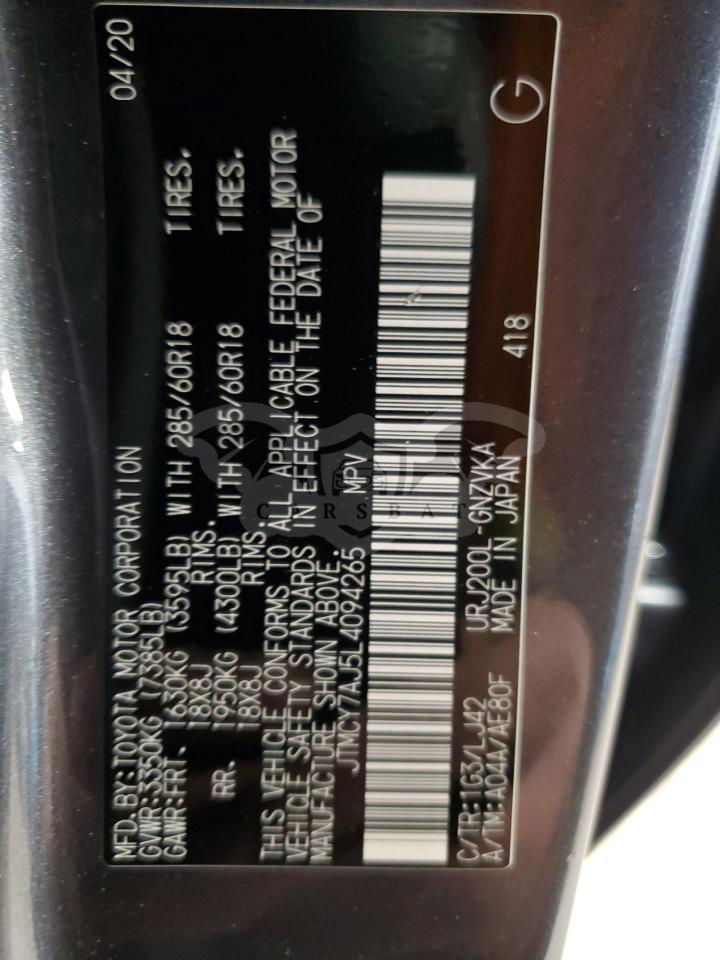 MFD.BY:TOYOTA MOTOR CORPORATION 04/20
GVWR:3350KG (7385LB)
GAWR:FRT. 1630KG (3595LB) WITH 285/60R18 TIRES.
18X8J RIMS.
RR. 1950KG (4300LB) WITH 285/60R18 TIRES.
18X8J RIMS.
THIS VEHICLE CONFORMS TO ALL APPLICABLE FEDERAL MOTOR
VEHICLE SAFETY STANDARDS IN EFFECT ON THE DATE OF
MANUFACTURE SHOWN ABOVE.
JTMCY7AJ5L4094265 MPV
CARSBAT
C/TR:1G3/LJ42 URJ200L-GNZVKA
A/TM:A04A/AE80F MADE IN JAPAN 418 G